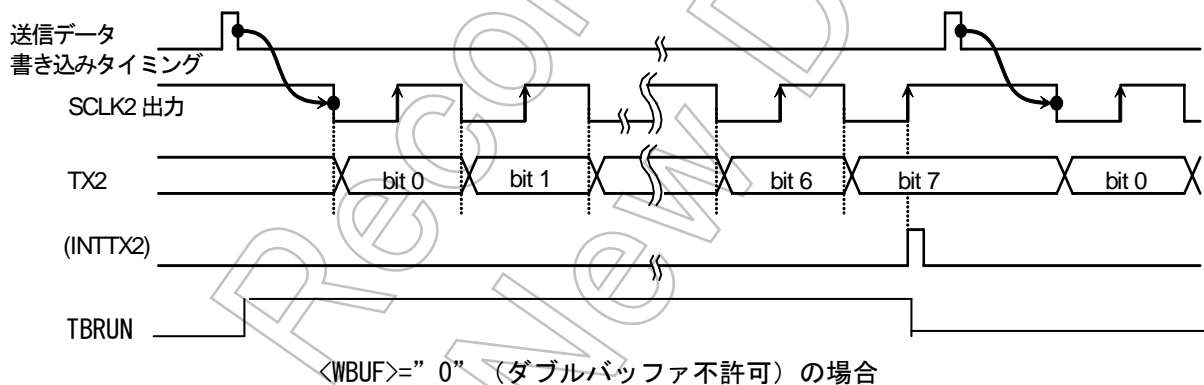 送信データ
書き込みタイミング
SCLK2 出力
TX2 bit 0 bit 1 bit 6 bit 7 bit 0
(INTTX2)
TBRUN
<WBUF>=”0” （ダブルバッファ不許可）の場合